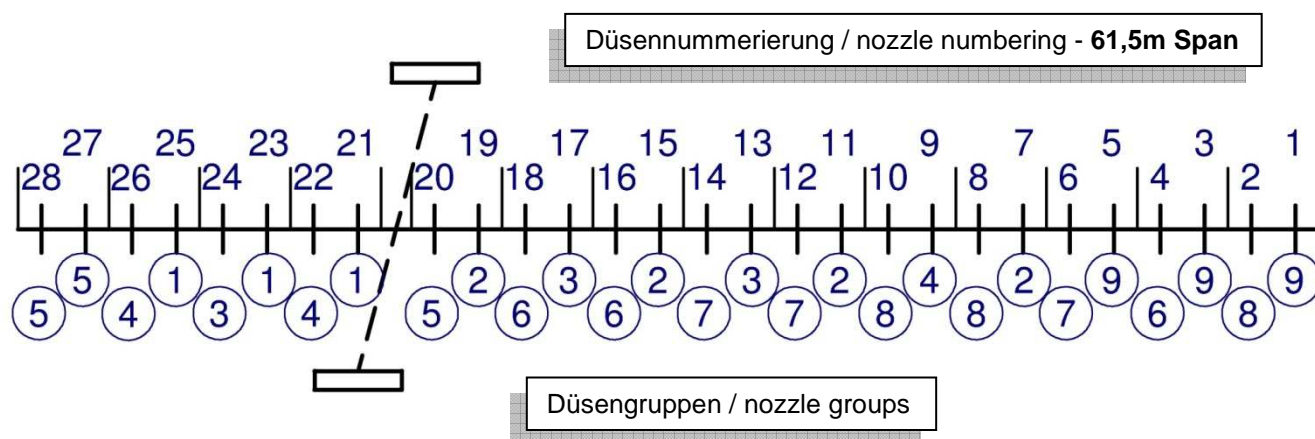 Düsennummerierung / nozzle numbering - 61,5m Span
27 25 23 21 19 17 15 13 11 9 7 5 3 1
28 26 24 22 20 18 16 14 12 10 8 6 4 2
5 1 1 1 2 3 2 3 2 4 2 9 9 9
5 4 3 4 5 6 6 7 7 8 8 7 6 8
Düsengruppen / nozzle groups